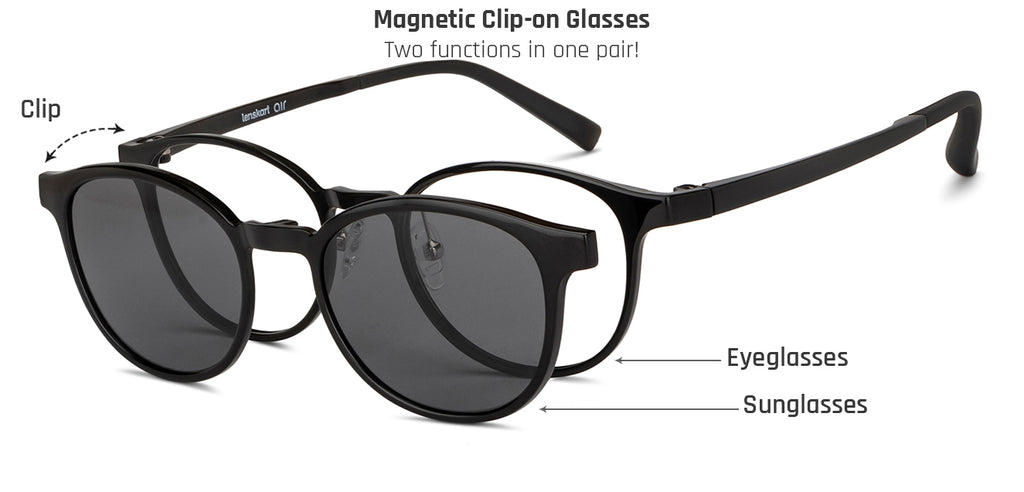 Magnetic Clip-on Glasses
Two functions in one pair!
Clip
lenskart air
Eyeglasses
Sunglasses